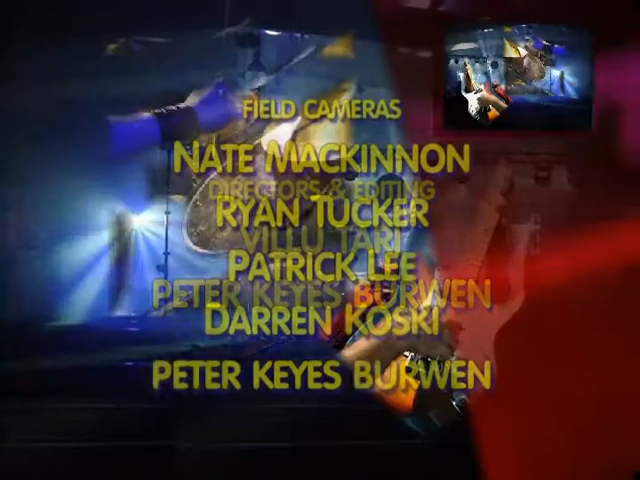 FIELD CAMERAS
NATE MACKINNON
DIRECTORS & EDITING
RYAN TUCKER
VILLU TARI
PATRICK LEE
PETER KEYES BURWEN
DARREN KOSKI
PETER KEYES BURWEN